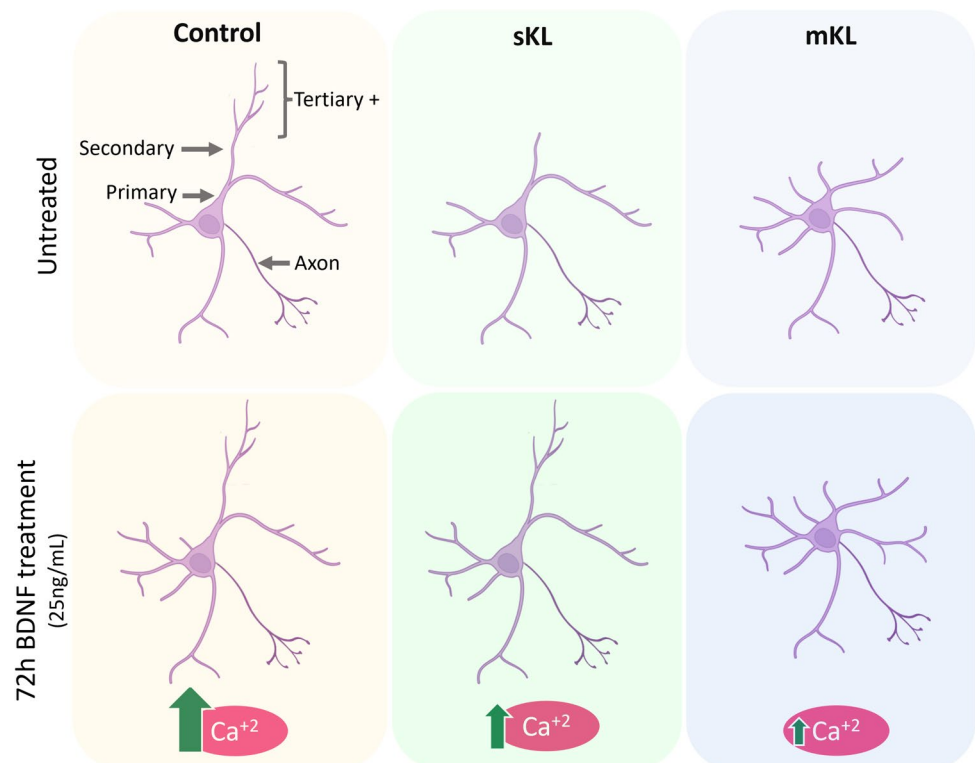 Control
sKL
mKL
Untreated
Tertiary +
Secondary
Primary
Axon
72h BDNF treatment
(25ng/mL)
Ca+2
Ca+2
Ca+2